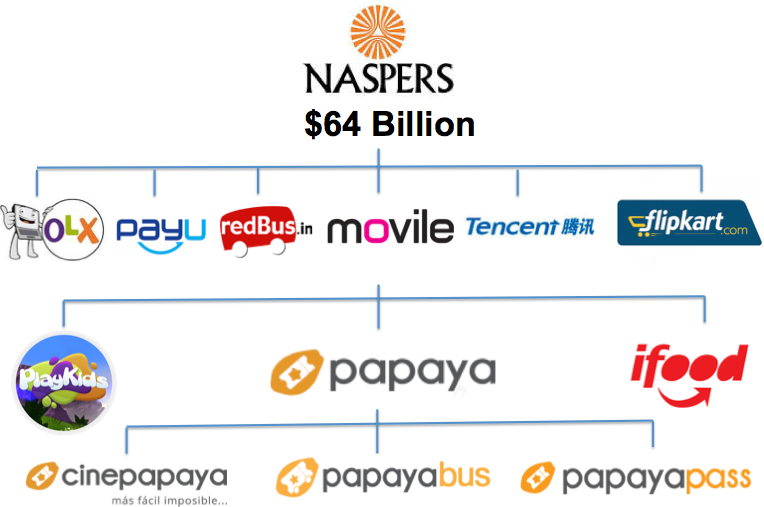 NASPERS
$64 Billion
OLX
PayU
redBus.in
movile
Tencent 腾讯
flipkart.com
PlayKids
papaya
ifood
cinepapaya
más fácil imposible...
papayabus
papayapass